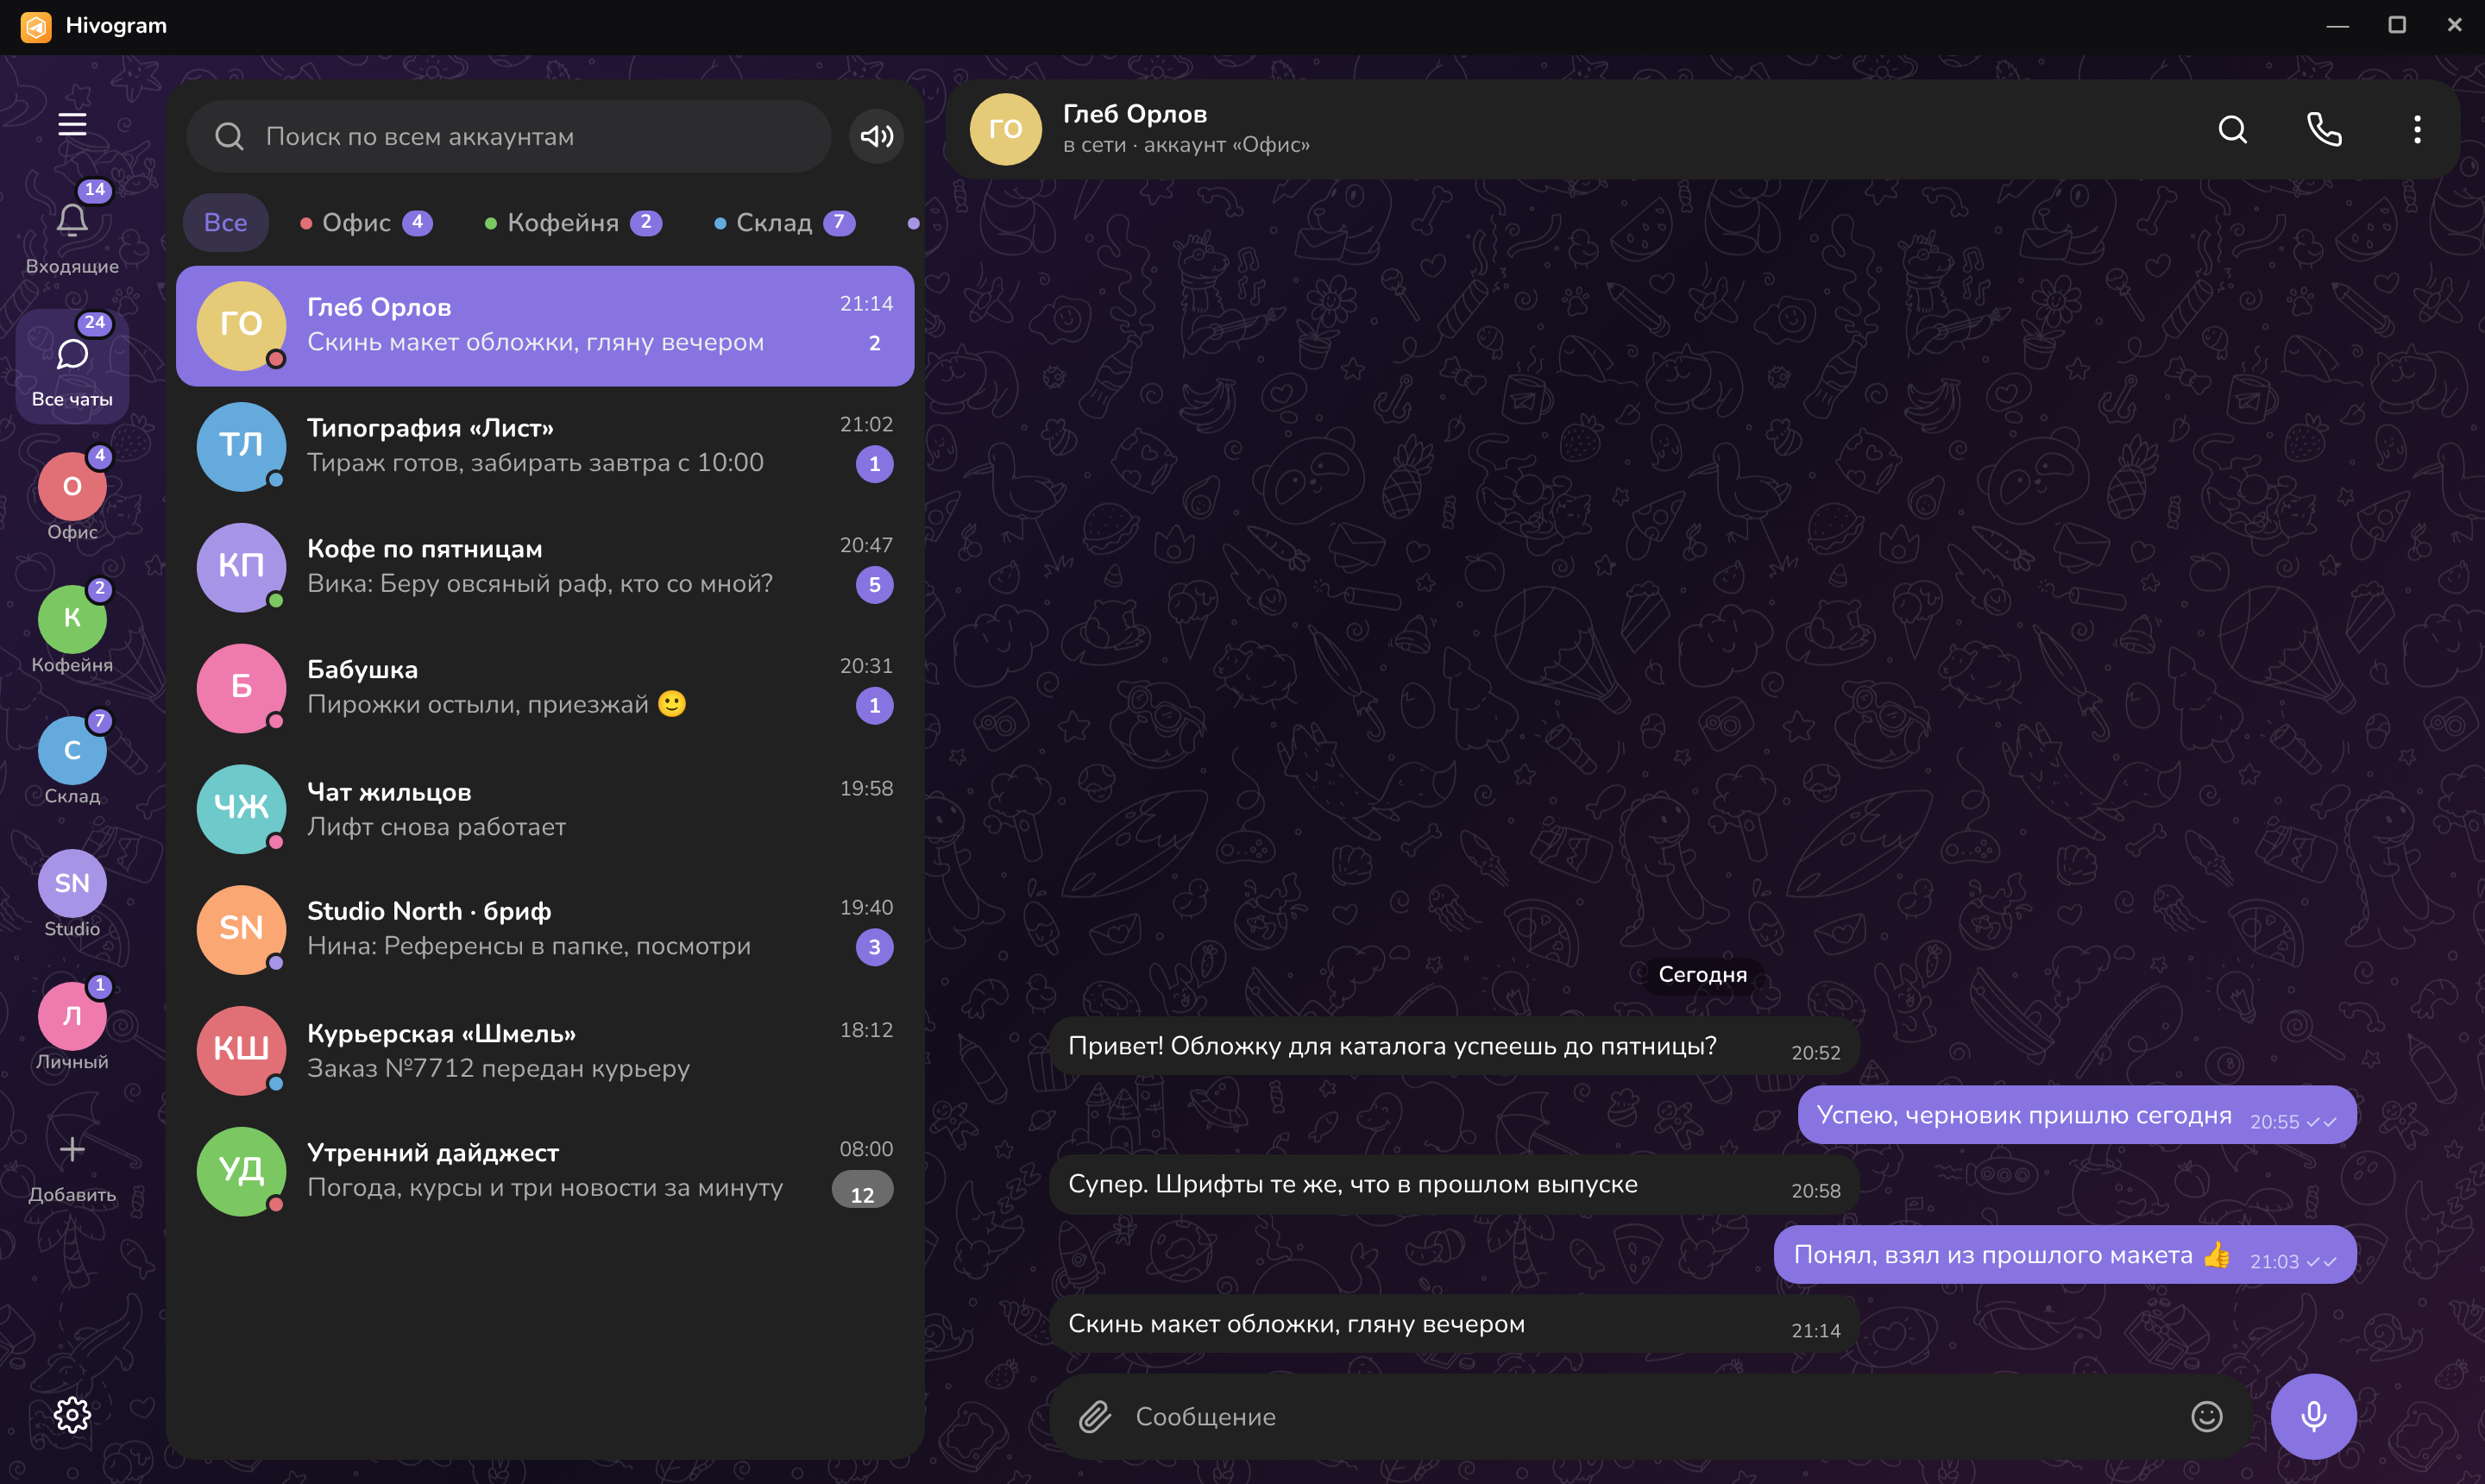 Hivogram
14
Входящие
24
Все чаты
4
О
Офис
2
К
Кофейня
7
С
Склад
SN
Studio
1
Л
Личный
Добавить
Поиск по всем аккаунтам
Все
Офис 4
Кофейня 2
Склад 7
ГО
Глеб Орлов 21:14
Скинь макет обложки, гляну вечером 2
ТЛ
Типография «Лист» 21:02
Тираж готов, забирать завтра с 10:00 1
КП
Кофе по пятницам 20:47
Вика: Беру овсяный раф, кто со мной? 5
Б
Бабушка 20:31
Пирожки остыли, приезжай 🙂 1
ЧЖ
Чат жильцов 19:58
Лифт снова работает
SN
Studio North · бриф 19:40
Нина: Референсы в папке, посмотри 3
КШ
Курьерская «Шмель» 18:12
Заказ №7712 передан курьеру
УД
Утренний дайджест 08:00
Погода, курсы и три новости за минуту 12
ГО
Глеб Орлов
в сети · аккаунт «Офис»
Сегодня
Привет! Обложку для каталога успеешь до пятницы? 20:52
Успею, черновик пришлю сегодня 20:55
Супер. Шрифты те же, что в прошлом выпуске 20:58
Понял, взял из прошлого макета 👍 21:03
Скинь макет обложки, гляну вечером 21:14
Сообщение